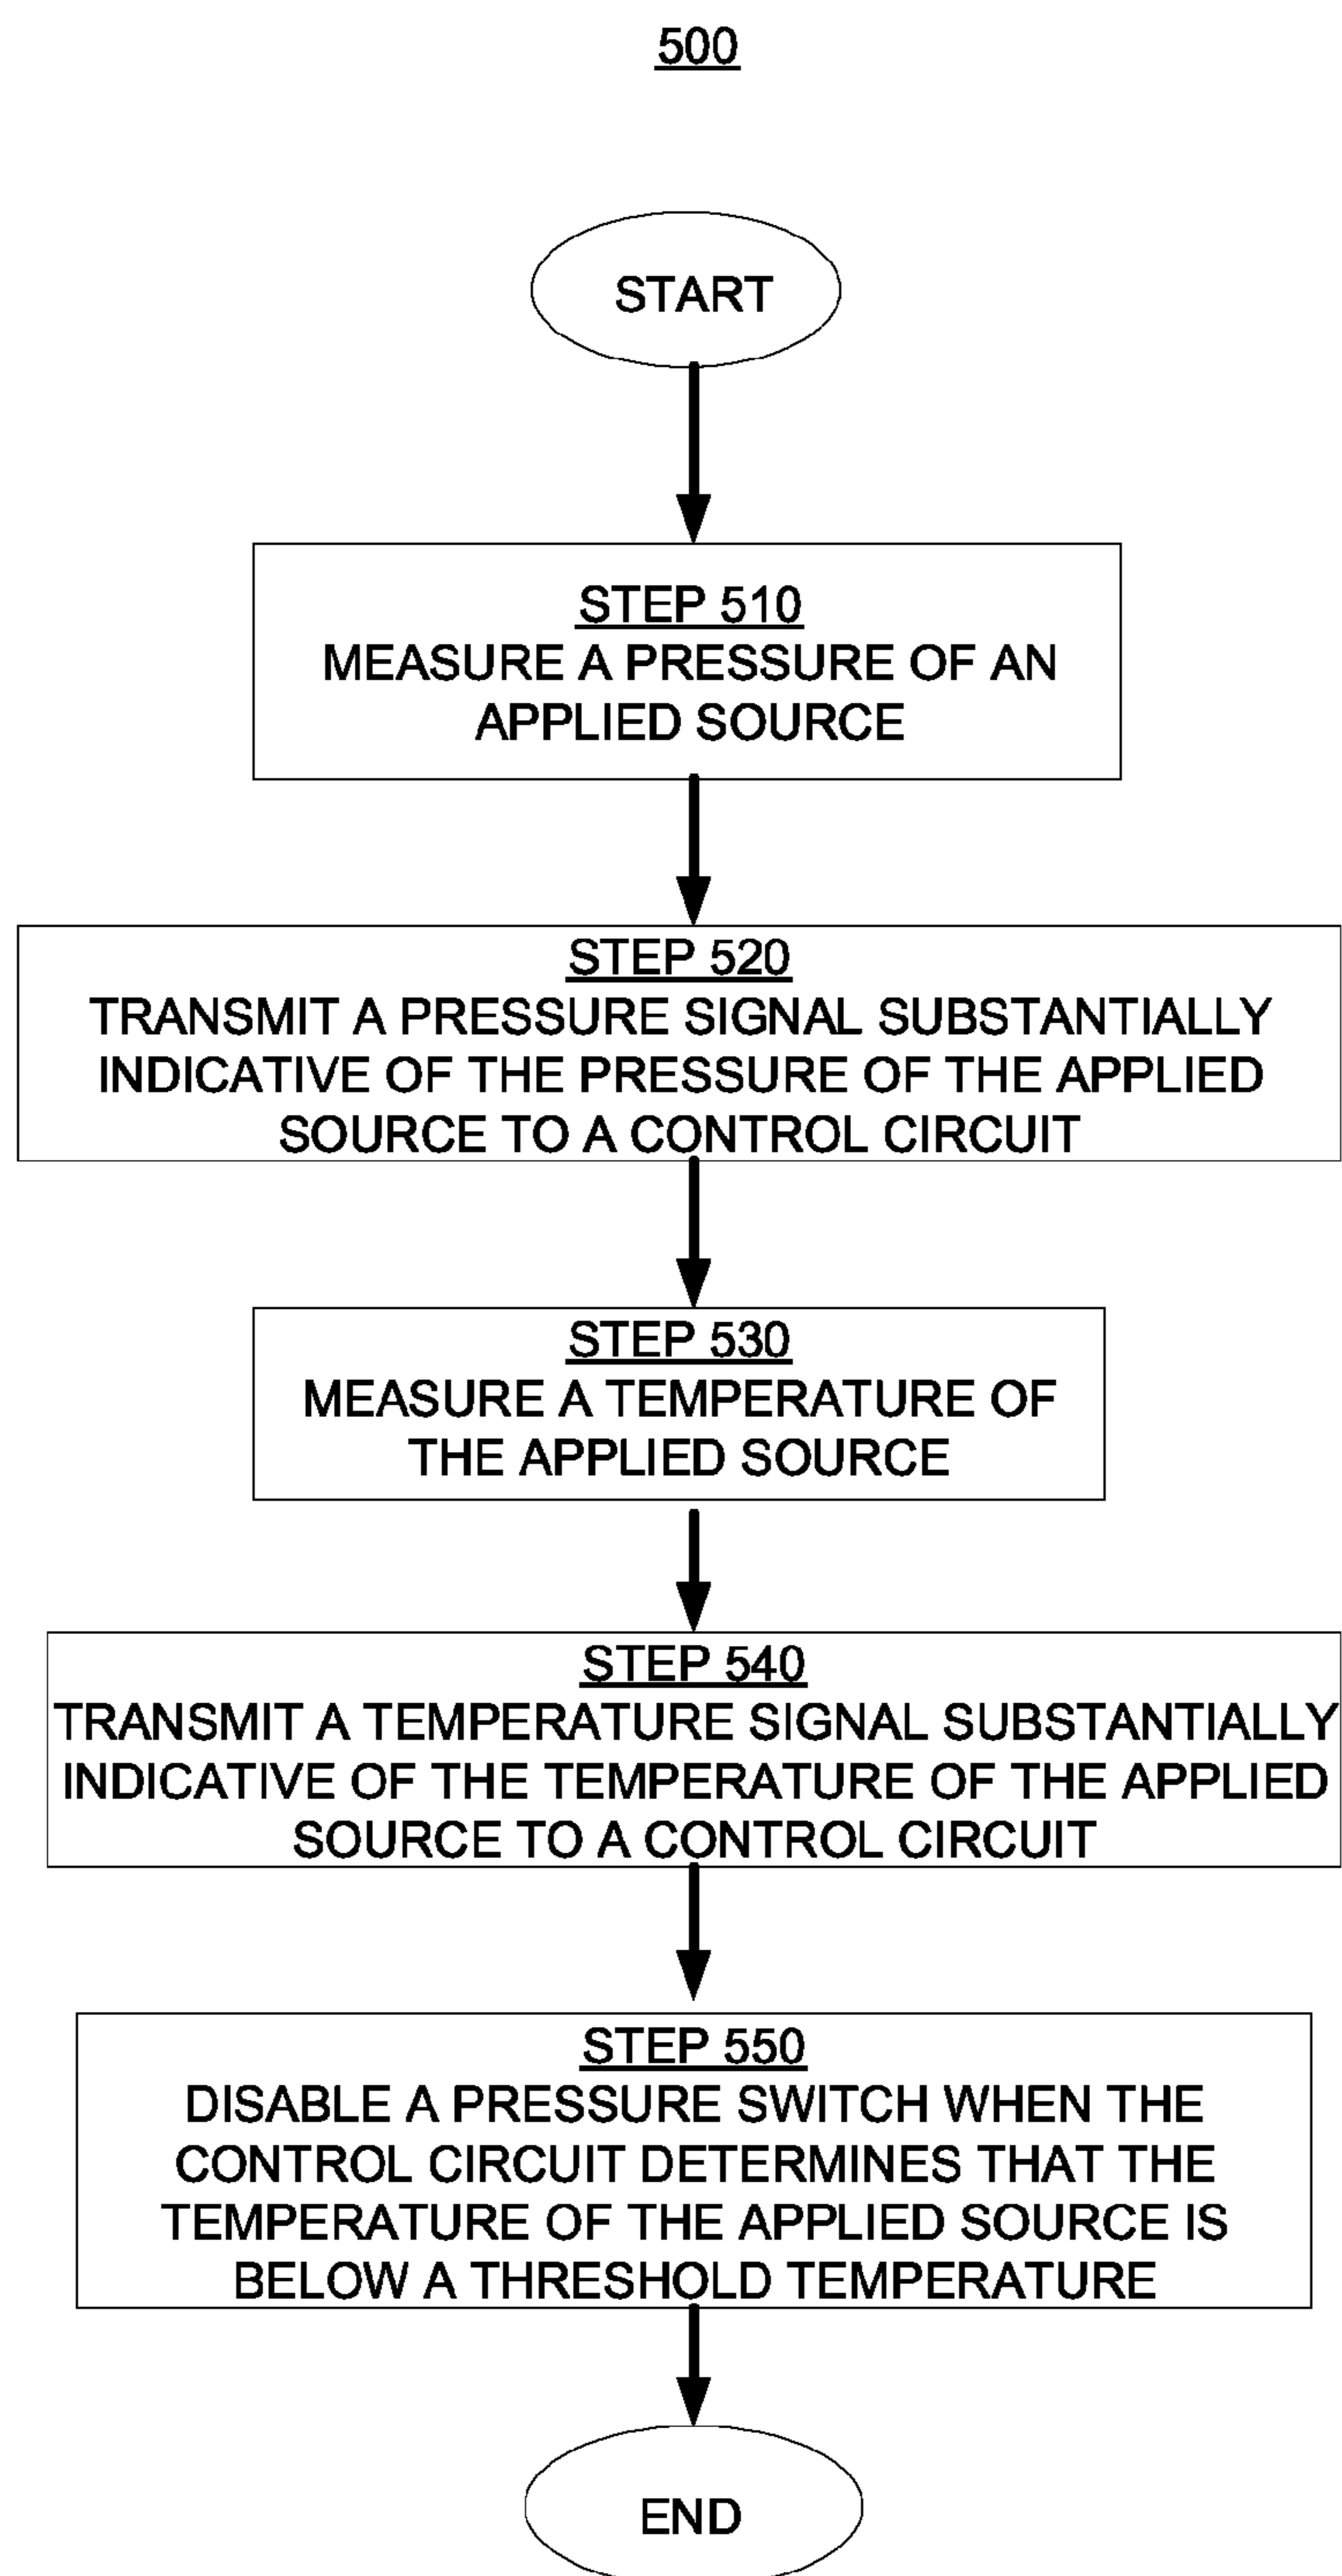 500
START
STEP 510
MEASURE A PRESSURE OF AN
APPLIED SOURCE
STEP 520
TRANSMIT A PRESSURE SIGNAL SUBSTANTIALLY
INDICATIVE OF THE PRESSURE OF THE APPLIED
SOURCE TO A CONTROL CIRCUIT
STEP 530
MEASURE A TEMPERATURE OF
THE APPLIED SOURCE
STEP 540
TRANSMIT A TEMPERATURE SIGNAL SUBSTANTIALLY
INDICATIVE OF THE TEMPERATURE OF THE APPLIED
SOURCE TO A CONTROL CIRCUIT
STEP 550
DISABLE A PRESSURE SWITCH WHEN THE
CONTROL CIRCUIT DETERMINES THAT THE
TEMPERATURE OF THE APPLIED SOURCE IS
BELOW A THRESHOLD TEMPERATURE
END